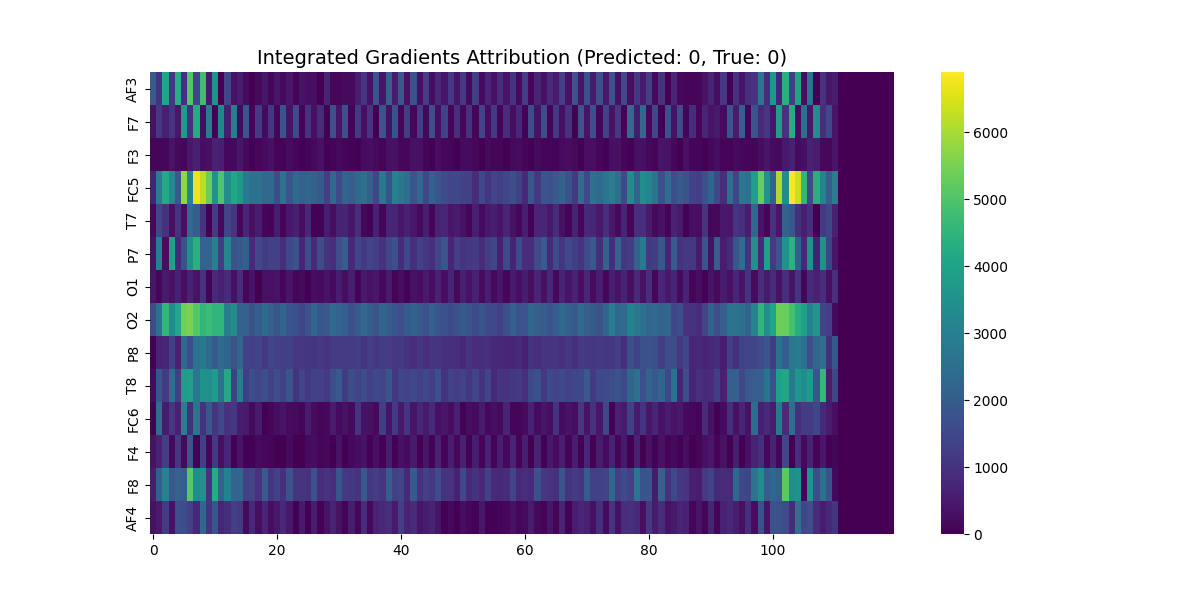 Integrated Gradients Attribution (Predicted: 0, True: 0)
AF3
F7
F3
FC5
T7
P7
O1
O2
P8
T8
FC6
F4
F8
AF4
0 20 40 60 80 100
6000
5000
4000
3000
2000
1000
0